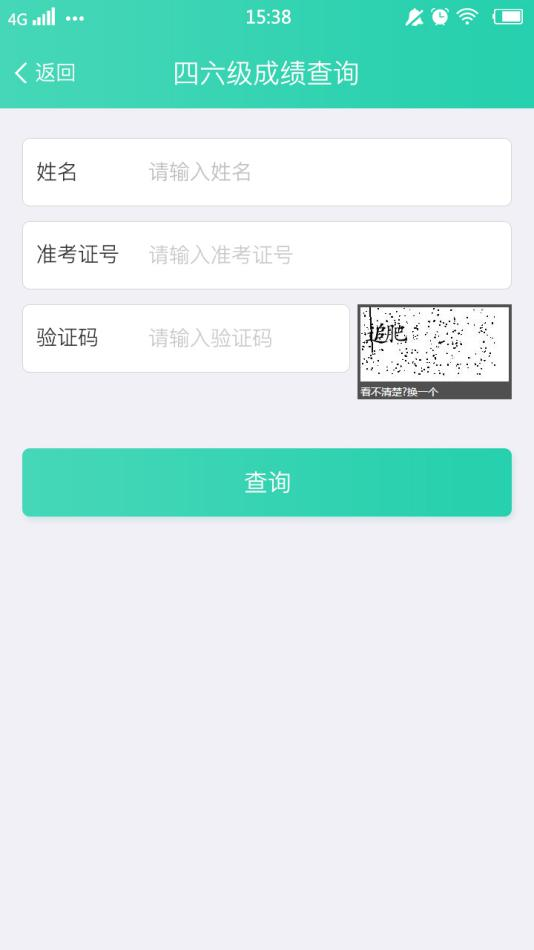 4G 15:38
返回 四六级成绩查询
姓名 请输入姓名
准考证号 请输入准考证号
验证码 请输入验证码
看不清楚?换一个
查询